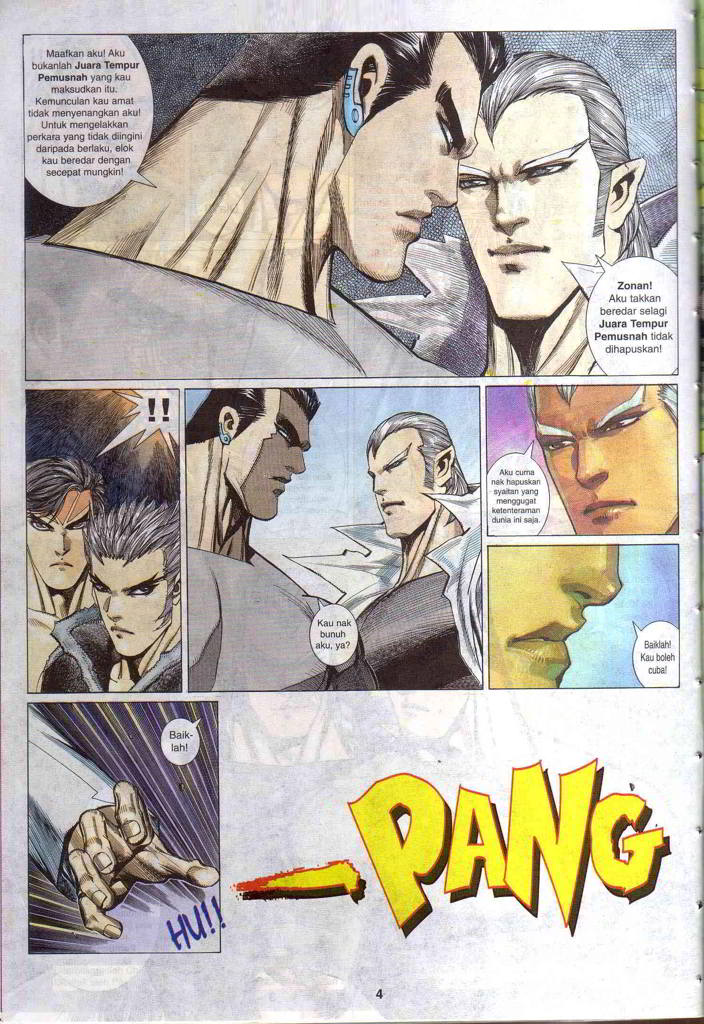 Maafkan aku! Aku
bukanlah Juara Tempur
Pemusnah yang kau
maksudkan itu.
Kemunculan kau amat
tidak menyenangkan aku!
Untuk mengelakkan
perkara yang tidak diingini
daripada berlaku, elok
kau beredar dengan
secepat mungkin!
Zonan!
Aku takkan
beredar selagi
Juara Tempur
Pemusnah tidak
dihapuskan!
!!
Kau nak
bunuh
aku, ya?
Aku cuma
nak hapuskan
syaitan yang
menggugat
ketenteraman
dunia ini saja.
Baiklah!
Kau boleh
cuba!
Baik-
lah!
HU!!
PANG
4